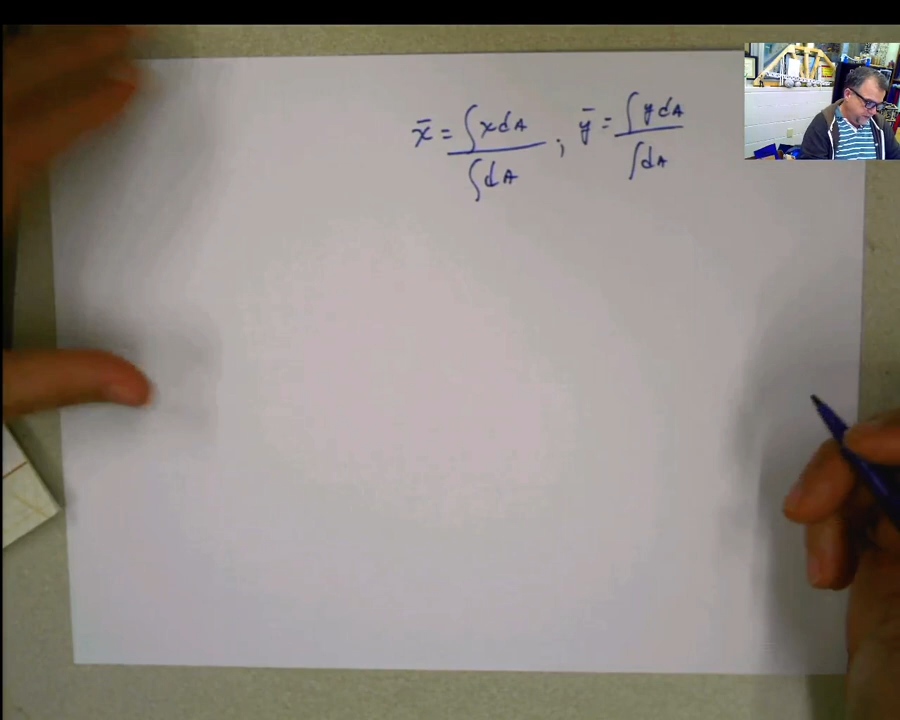 x̄ = ∫x dA / ∫dA ; ȳ = ∫y dA / ∫dA